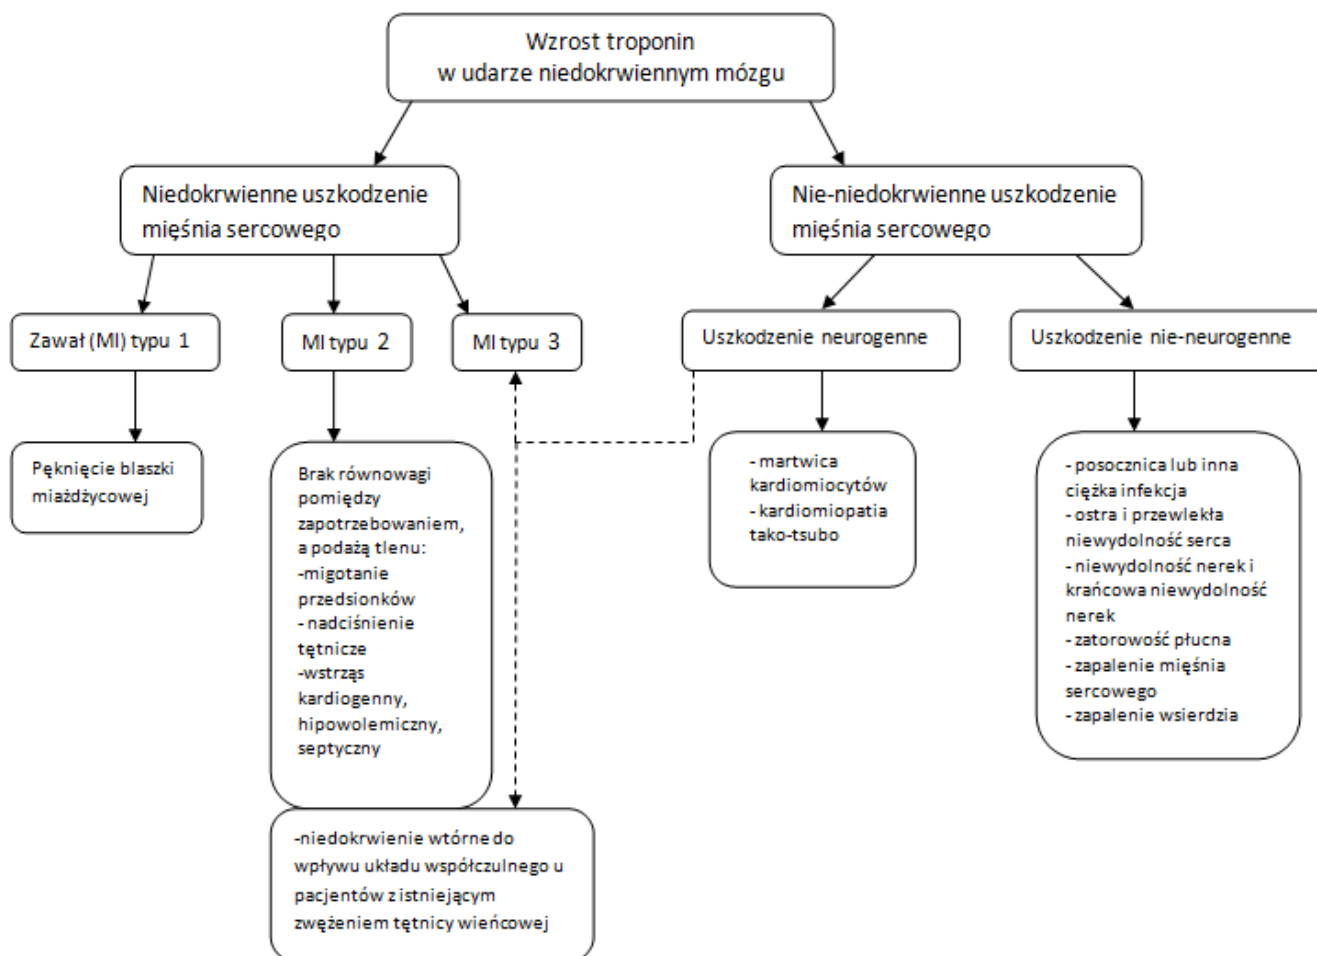 Wzrost troponin
w udarze niedokrwiennym mózgu
Niedokrwienne uszkodzenie
mięśnia sercowego
Nie-niedokrwienne uszkodzenie
mięśnia sercowego
Zawał (MI) typu 1
MI typu 2
MI typu 3
Uszkodzenie neurogenne
Uszkodzenie nie-neurogenne
Pęknięcie blaszki
miażdżycowej
Brak równowagi
pomiędzy
zapotrzebowaniem,
a podażą tlenu:
-migotanie
przedsionków
- nadciśnienie
tętnicze
-wstrząs
kardiogenny,
hipowolemiczny,
septyczny
-niedokrwienie wtórne do
wpływu układu współczulnego u
pacjentów z istniejącym
zwężeniem tętnicy wieńcowej
- martwica
kardiomiocytów
- kardiomiopatia
tako-tsubo
- posocznica lub inna
ciężka infekcja
- ostra i przewlekła
niewydolność serca
- niewydolność nerek i
krańcowa niewydolność
nerek
- zatorowość płucna
- zapalenie mięśnia
sercowego
- zapalenie wsierdzia